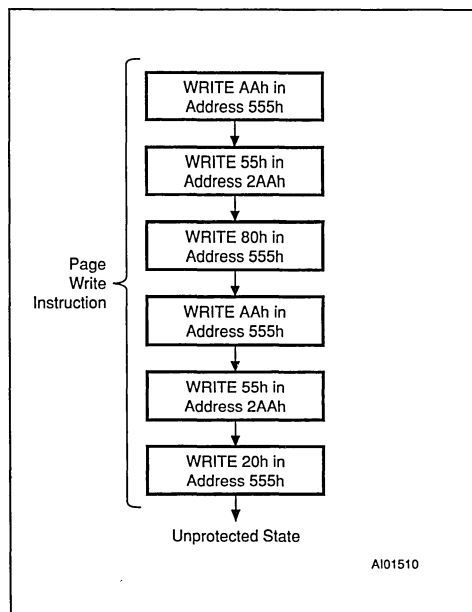 WRITE AAh in
Address 555h
WRITE 55h in
Address 2AAh
WRITE 80h in
Address 555h
Page
Write
Instruction
WRITE AAh in
Address 555h
WRITE 55h in
Address 2AAh
WRITE 20h in
Address 555h
Unprotected State
AI01510